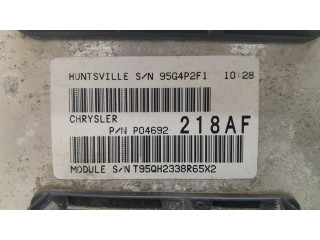 HUNTSVILLE S/N 95G4P2F1 10:28
CHRYSLER
P/N P04692 218AF
MODULE S/N T95QH2338R65X2